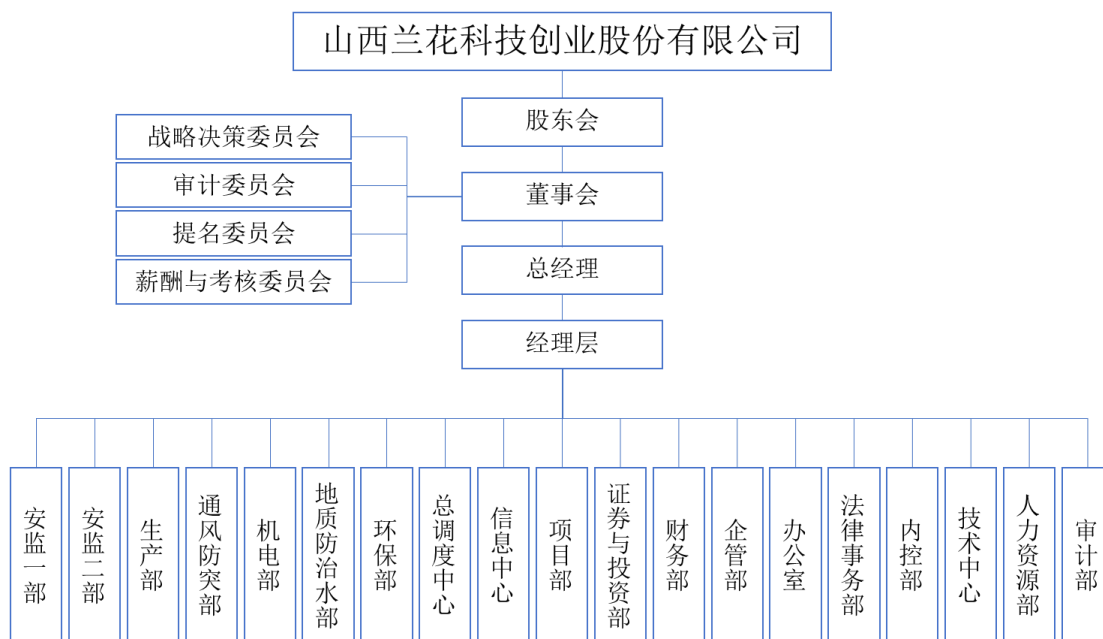 山西兰花科技创业股份有限公司
股东会
战略决策委员会
审计委员会
董事会
提名委员会
薪酬与考核委员会
总经理
经理层
安监一部
安监二部
生产部
通风防突部
机电部
地质防治水部
环保部
总调度中心
信息中心
项目部
证券与投资部
财务部
企管部
办公室
法律事务部
内控部
技术中心
人力资源部
审计部